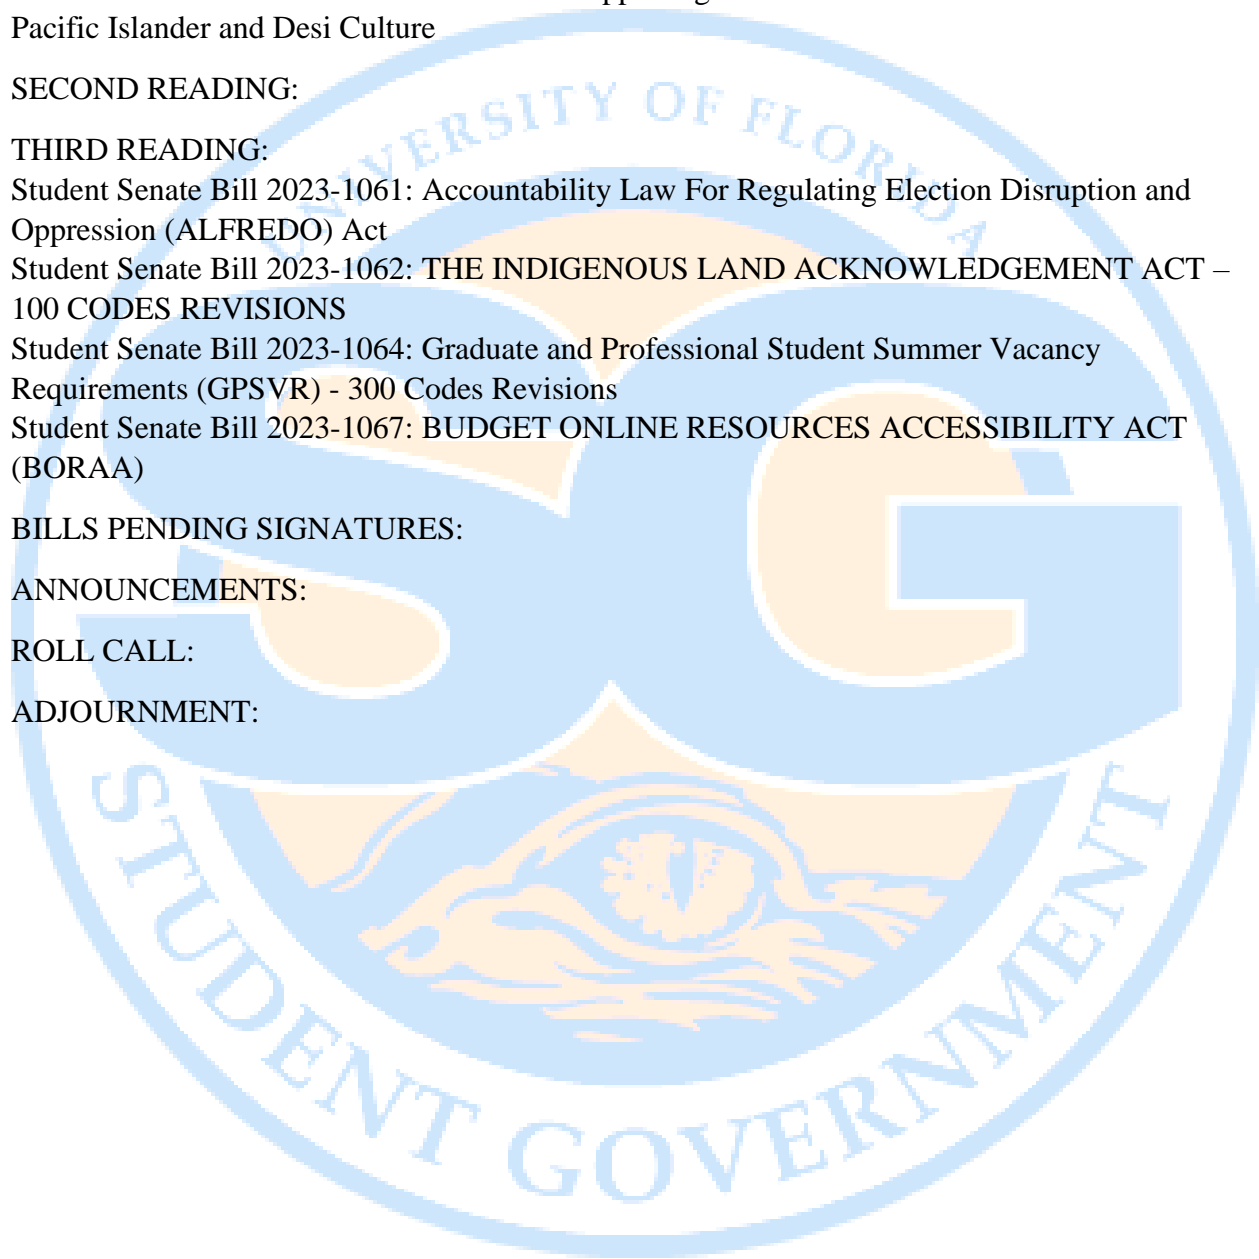 Pacific Islander and Desi Culture
SECOND READING:
THIRD READING:
Student Senate Bill 2023-1061: Accountability Law For Regulating Election Disruption and
Oppression (ALFREDO) Act
Student Senate Bill 2023-1062: THE INDIGENOUS LAND ACKNOWLEDGEMENT ACT –
100 CODES REVISIONS
Student Senate Bill 2023-1064: Graduate and Professional Student Summer Vacancy
Requirements (GPSVR) - 300 Codes Revisions
Student Senate Bill 2023-1067: BUDGET ONLINE RESOURCES ACCESSIBILITY ACT
(BORAA)
BILLS PENDING SIGNATURES:
ANNOUNCEMENTS:
ROLL CALL:
ADJOURNMENT:
UNIVERSITY OF FLORIDA
SG
STUDENT GOVERNMENT